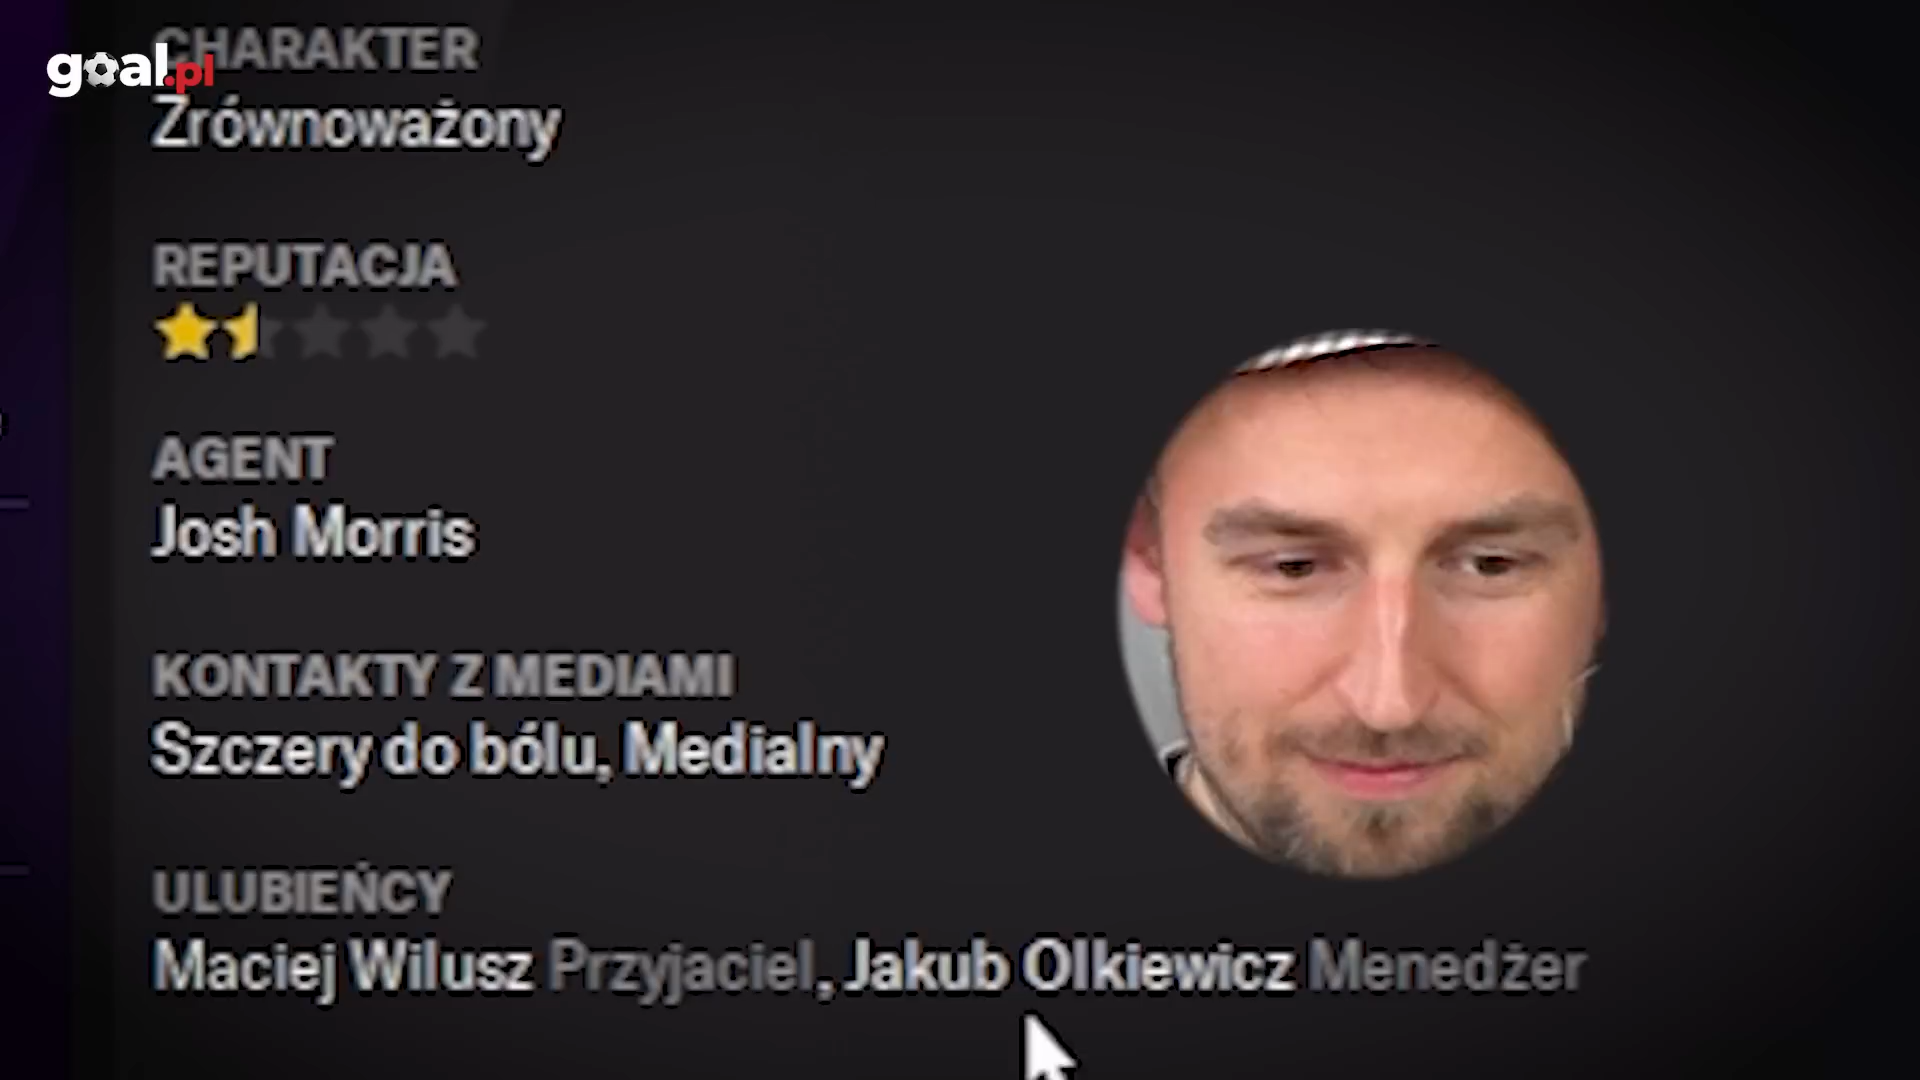 goal.pl
CHARAKTER
Zrównoważony
REPUTACJA
AGENT
Josh Morris
KONTAKTY Z MEDIAMI
Szczery do bólu, Medialny
ULUBIEŃCY
Maciej Wilusz Przyjaciel, Jakub Olkiewicz Menedżer